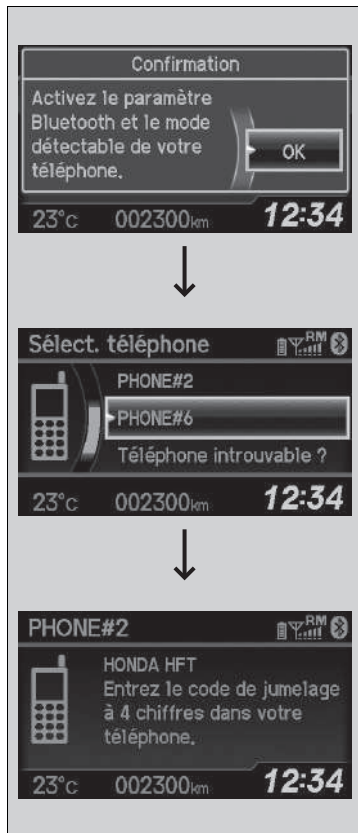 Confirmation
Activez le paramètre
Bluetooth et le mode
détectable de votre
téléphone.
OK
23°c 002300km 12:34
Sélect. téléphone RM
PHONE#2
PHONE#6
Téléphone introuvable ?
23°c 002300km 12:34
PHONE#2 RM
HONDA HFT
Entrez le code de jumelage
à 4 chiffres dans votre
téléphone.
23°c 002300km 12:34